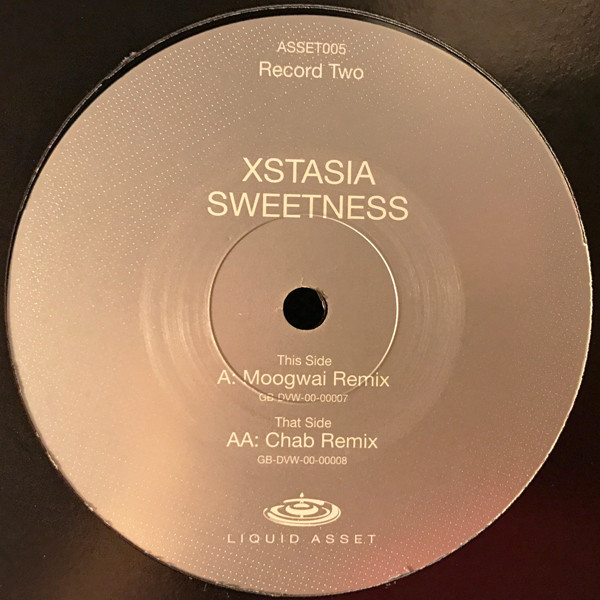 ASSET005
Record Two
XSTASIA
SWEETNESS
This Side
A: Moogwai Remix
GB-DVW-00-00007
That Side
AA: Chab Remix
GB-DVW-00-00008
LIQUID ASSET